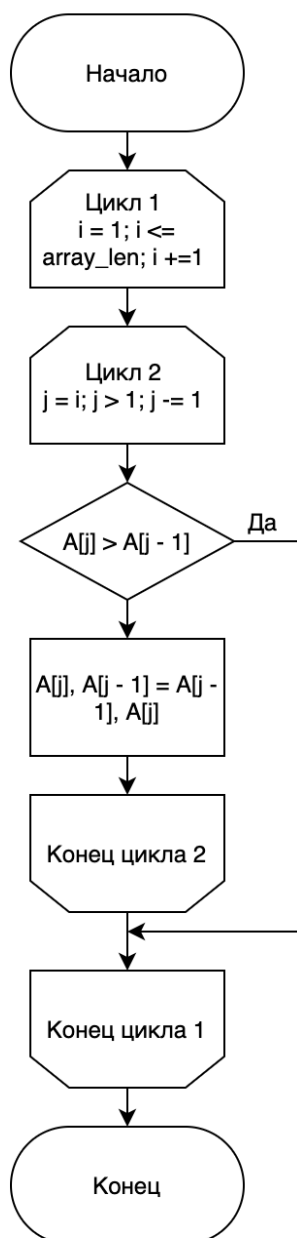 Начало
Цикл 1
i = 1; i <=
array_len; i +=1
Цикл 2
j = i; j > 1; j -= 1
A[j] > A[j - 1]
Да
A[j], A[j - 1] = A[j -
1], A[j]
Конец цикла 2
Конец цикла 1
Конец